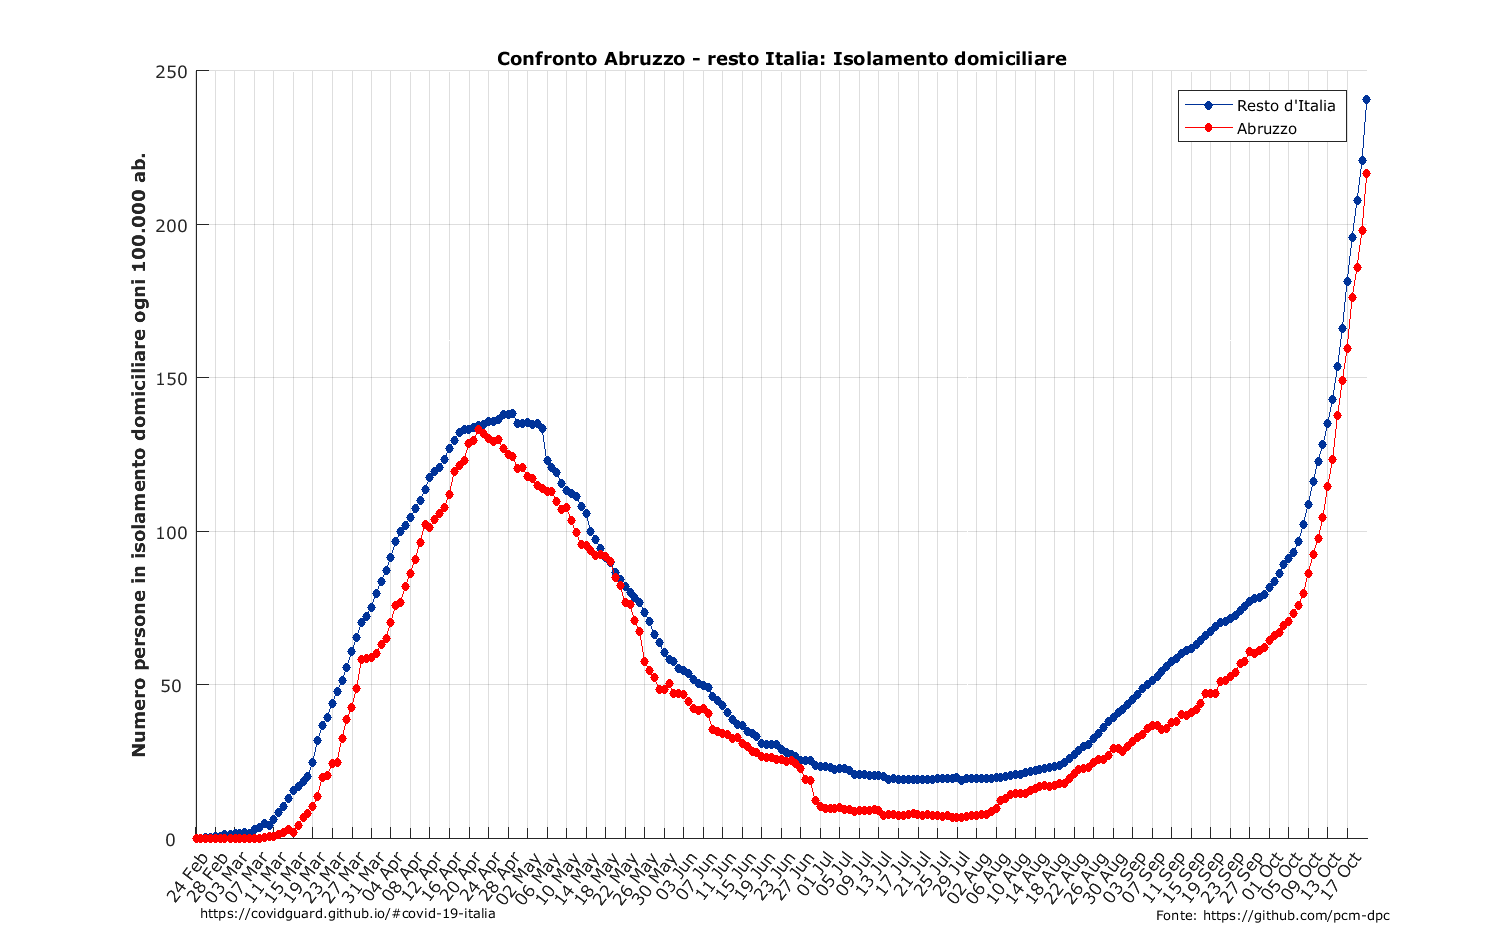 Confronto Abruzzo - resto Italia: Isolamento domiciliare
Numero persone in isolamento domiciliare ogni 100.000 ab.
250
200
150
100
50
0
Resto d'Italia
Abruzzo
24 Feb
28 Feb
03 Mar
07 Mar
11 Mar
15 Mar
19 Mar
23 Mar
27 Mar
31 Mar
04 Apr
08 Apr
12 Apr
16 Apr
20 Apr
24 Apr
28 Apr
02 May
06 May
10 May
14 May
18 May
22 May
26 May
30 May
03 Jun
07 Jun
11 Jun
15 Jun
19 Jun
23 Jun
27 Jun
01 Jul
05 Jul
09 Jul
13 Jul
17 Jul
21 Jul
25 Jul
29 Jul
02 Aug
06 Aug
10 Aug
14 Aug
18 Aug
22 Aug
26 Aug
30 Aug
03 Sep
07 Sep
11 Sep
15 Sep
19 Sep
23 Sep
27 Sep
01 Oct
05 Oct
09 Oct
13 Oct
17 Oct
https://covidguard.github.io/#covid-19-italia
Fonte: https://github.com/pcm-dpc